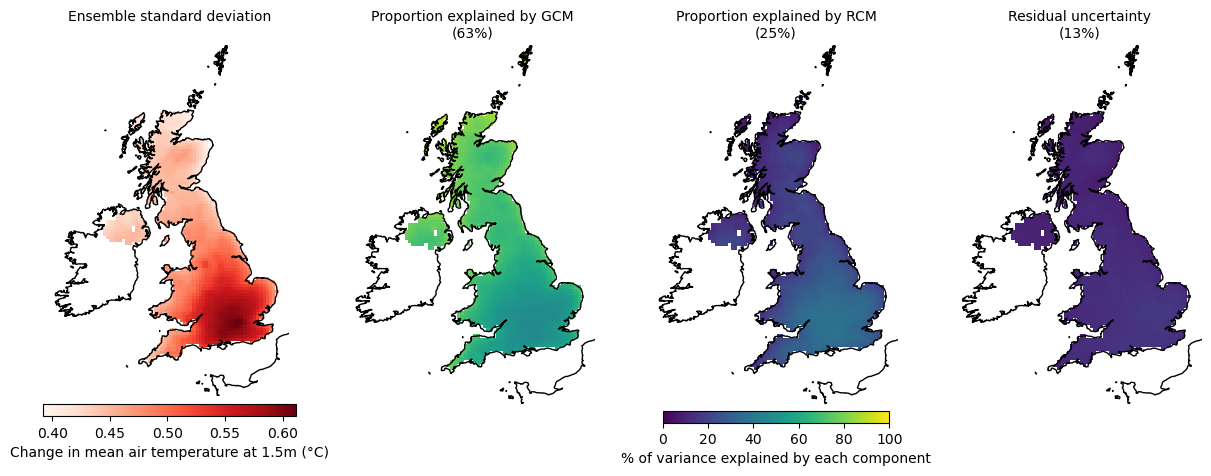 Ensemble standard deviation
Proportion explained by GCM
(63%)
Proportion explained by RCM
(25%)
Residual uncertainty
(13%)
0.40 0.45 0.50 0.55 0.60
Change in mean air temperature at 1.5m (°C)
0 20 40 60 80 100
% of variance explained by each component